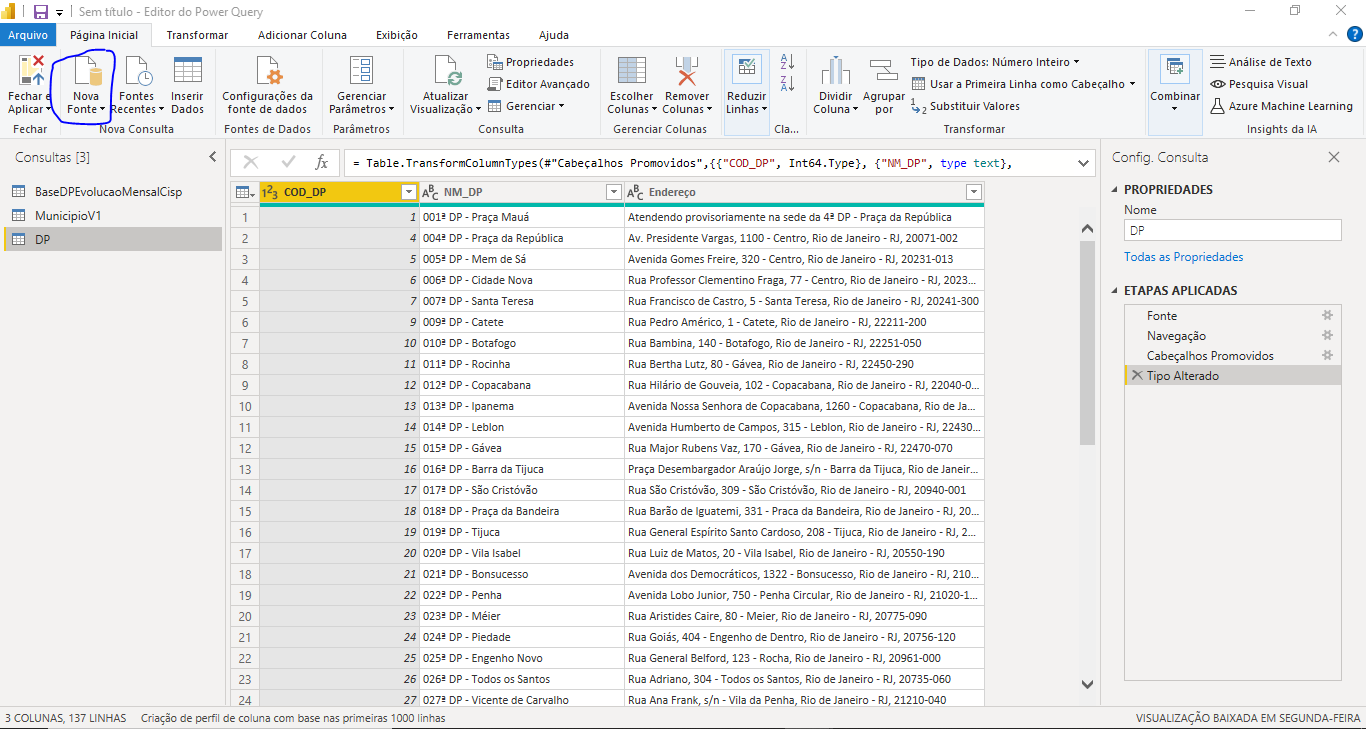 Sem título - Editor do Power Query
Arquivo Página Inicial Transformar Adicionar Coluna Exibição Ferramentas Ajuda
Fechar e Aplicar Nova Fonte Fontes Recentes Inserir Dados Configurações da fonte de dados Gerenciar Parâmetros Atualizar Visualização Propriedades Editor Avançado Gerenciar Escolher Colunas Remover Colunas Reduzir Linhas Dividir Coluna Agrupar por Tipo de Dados: Número Inteiro Usar a Primeira Linha como Cabeçalho Substituir Valores Combinar Análise de Texto Pesquisa Visual Azure Machine Learning
Fechar Nova Consulta Fontes de Dados Parâmetros Consulta Gerenciar Colunas Cla... Transformar Insights da IA
Consultas [3]
BaseDPEvolucaoMensalCisp
MunicipioV1
DP
fx = Table.TransformColumnTypes(#"Cabeçalhos Promovidos",{{"COD_DP", Int64.Type}, {"NM_DP", type text},
COD_DP NM_DP Endereço
1 1 001ª DP - Praça Mauá Atendendo provisoriamente na sede da 4ª DP - Praça da República
2 4 004ª DP - Praça da República Av. Presidente Vargas, 1100 - Centro, Rio de Janeiro - RJ, 20071-002
3 5 005ª DP - Mem de Sá Avenida Gomes Freire, 320 - Centro, Rio de Janeiro - RJ, 20231-013
4 6 006ª DP - Cidade Nova Rua Professor Clementino Fraga, 77 - Centro, Rio de Janeiro - RJ, 2023...
5 7 007ª DP - Santa Teresa Rua Francisco de Castro, 5 - Santa Teresa, Rio de Janeiro - RJ, 20241-300
6 9 009ª DP - Catete Rua Pedro Américo, 1 - Catete, Rio de Janeiro - RJ, 22211-200
7 10 010ª DP - Botafogo Rua Bambina, 140 - Botafogo, Rio de Janeiro - RJ, 22251-050
8 11 011ª DP - Rocinha Rua Bertha Lutz, 80 - Gávea, Rio de Janeiro - RJ, 22450-290
9 12 012ª DP - Copacabana Rua Hilário de Gouveia, 102 - Copacabana, Rio de Janeiro - RJ, 22040-0...
10 13 013ª DP - Ipanema Avenida Nossa Senhora de Copacabana, 1260 - Copacabana, Rio de Ja...
11 14 014ª DP - Leblon Avenida Humberto de Campos, 315 - Leblon, Rio de Janeiro - RJ, 22430...
12 15 015ª DP - Gávea Rua Major Rubens Vaz, 170 - Gávea, Rio de Janeiro - RJ, 22470-070
13 16 016ª DP - Barra da Tijuca Praça Desembargador Araújo Jorge, s/n - Barra da Tijuca, Rio de Janeir...
14 17 017ª DP - São Cristóvão Rua São Cristóvão, 309 - São Cristóvão, Rio de Janeiro - RJ, 20940-001
15 18 018ª DP - Praça da Bandeira Rua Barão de Iguatemi, 331 - Praca da Bandeira, Rio de Janeiro - RJ, 20...
16 19 019ª DP - Tijuca Rua General Espírito Santo Cardoso, 208 - Tijuca, Rio de Janeiro - RJ, 2...
17 20 020ª DP - Vila Isabel Rua Luiz de Matos, 20 - Vila Isabel, Rio de Janeiro - RJ, 20550-190
18 21 021ª DP - Bonsucesso Avenida dos Democráticos, 1322 - Bonsucesso, Rio de Janeiro - RJ, 210...
19 22 022ª DP - Penha Avenida Lobo Junior, 750 - Penha Circular, Rio de Janeiro - RJ, 21020-1...
20 23 023ª DP - Méier Rua Aristides Caire, 80 - Meier, Rio de Janeiro - RJ, 20775-090
21 24 024ª DP - Piedade Rua Goiás, 404 - Engenho de Dentro, Rio de Janeiro - RJ, 20756-120
22 25 025ª DP - Engenho Novo Rua General Belford, 123 - Rocha, Rio de Janeiro - RJ, 20961-000
23 26 026ª DP - Todos os Santos Rua Adriano, 304 - Todos os Santos, Rio de Janeiro - RJ, 20735-060
24 27 027ª DP - Vicente de Carvalho Rua Ana Frank, s/n - Vila da Penha, Rio de Janeiro - RJ, 21210-040
Config. Consulta
PROPRIEDADES
Nome
DP
Todas as Propriedades
ETAPAS APLICADAS
Fonte
Navegação
Cabeçalhos Promovidos
Tipo Alterado
3 COLUNAS, 137 LINHAS Criação de perfil de coluna com base nas primeiras 1000 linhas VISUALIZAÇÃO BAIXADA EM SEGUNDA-FEIRA